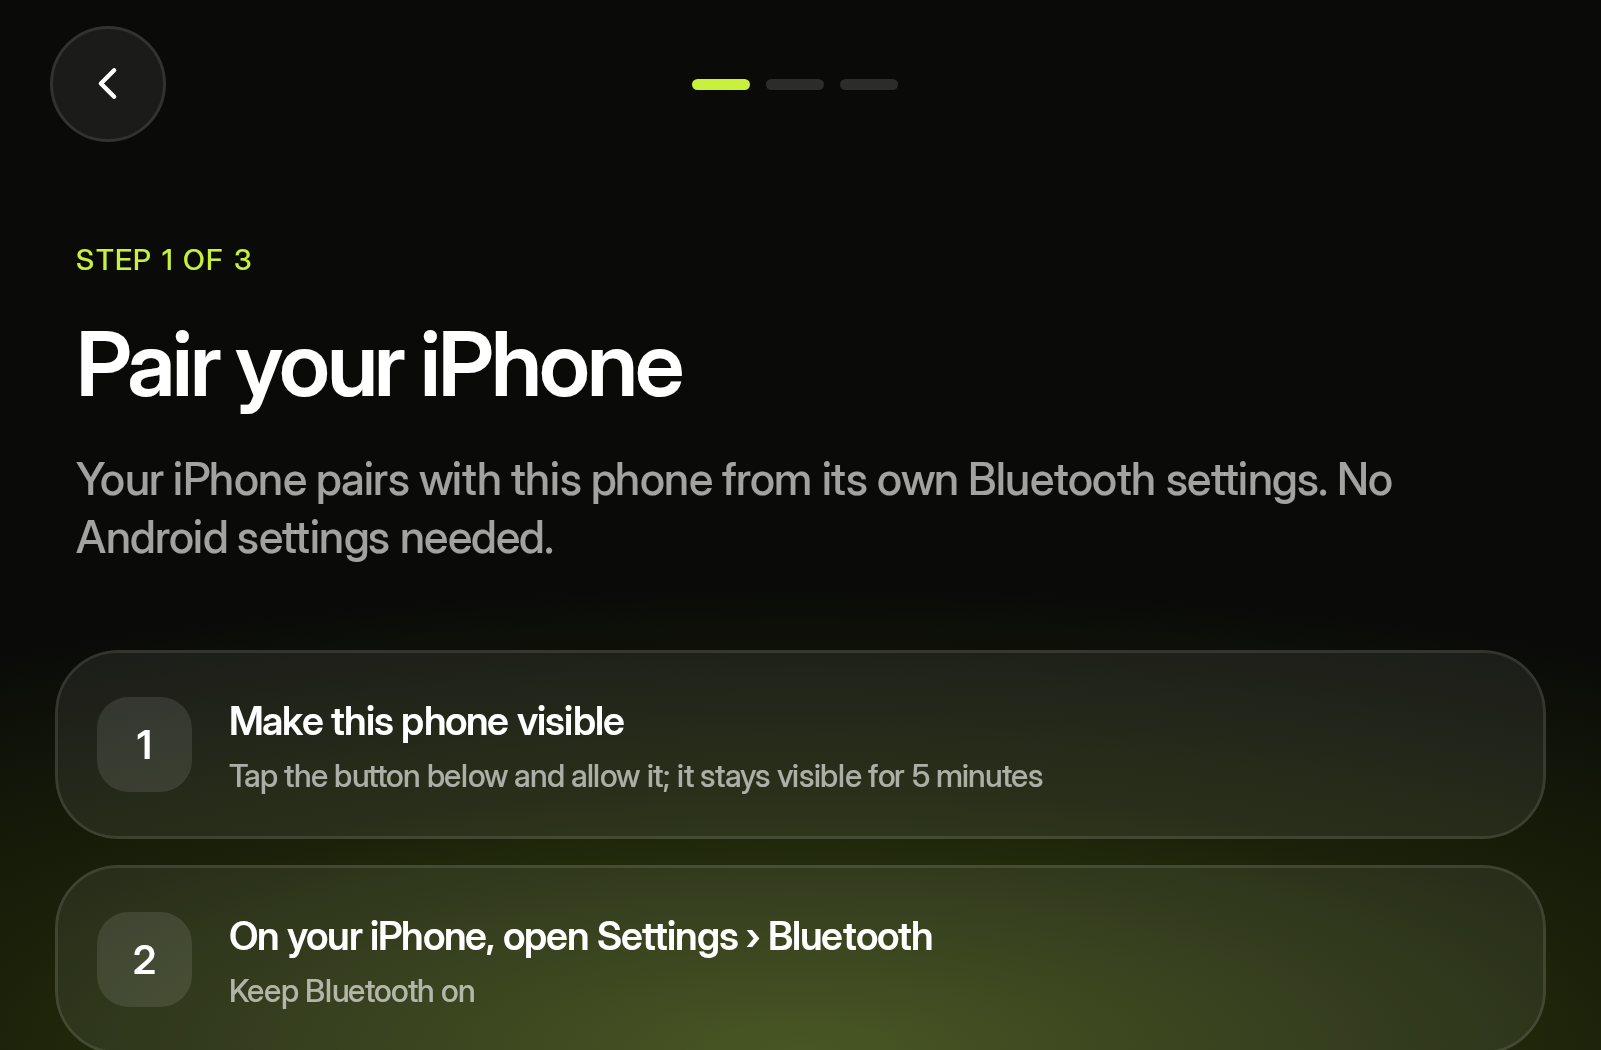 STEP 1 OF 3
Pair your iPhone
Your iPhone pairs with this phone from its own Bluetooth settings. No
Android settings needed.
1
Make this phone visible
Tap the button below and allow it; it stays visible for 5 minutes
2
On your iPhone, open Settings › Bluetooth
Keep Bluetooth on